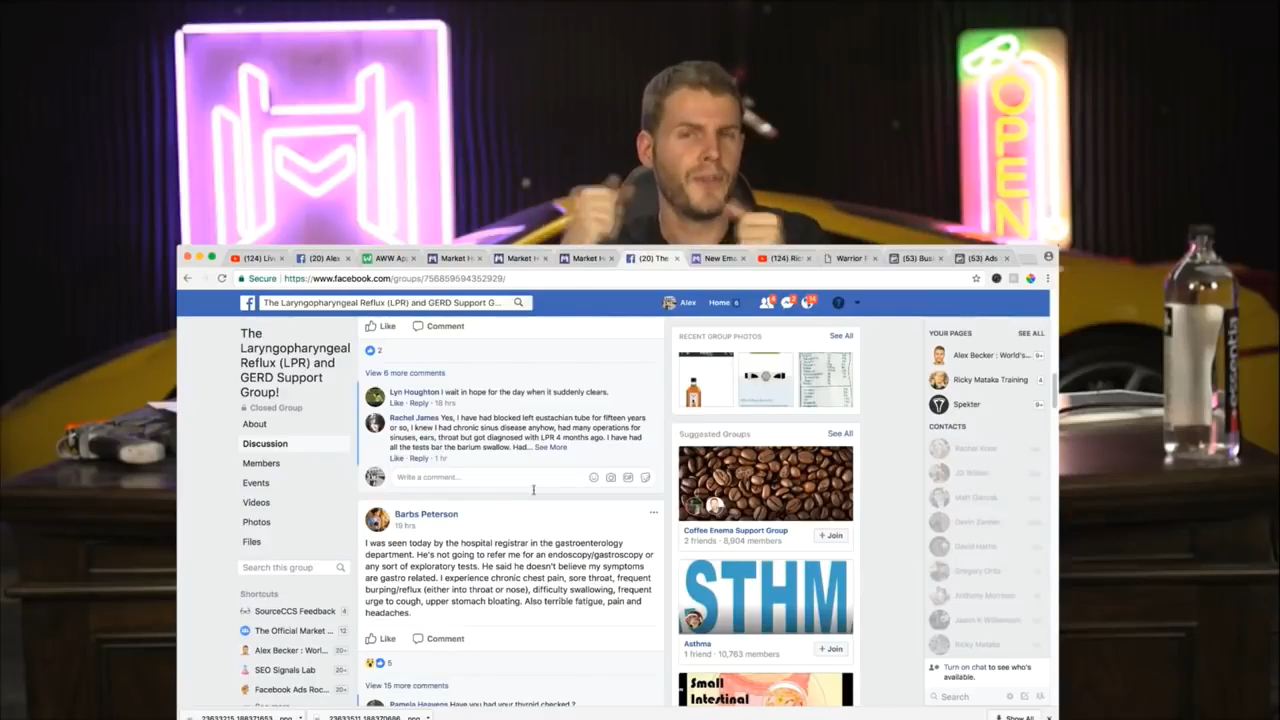 OPEN
(124) Live
(20) Alex
AWW Ap
Market H
Market H
Market H
(20) The
New Ema
(124) Ric
Warrior F
(53) Busi
(53) Ads
Secure
https://www.facebook.com/groups/756859594352929/
The Laryngopharyngeal Reflux (LPR) and GERD Support G...
Alex
Home 6
The
Laryngopharyngeal
Reflux (LPR) and
GERD Support
Group!
Closed Group
About
Discussion
Members
Events
Videos
Photos
Files
Search this group
Shortcuts
SourceCCS Feedback 4
The Official Market ... 12
Alex Becker : Worl... 20+
SEO Signals Lab 20+
Facebook Ads Roc... 20+
Like Comment
2
View 6 more comments
Lyn Houghton I wait in hope for the day when it suddenly clears.
Like · Reply · 18 hrs
Rachel James Yes, I have had blocked left eustachian tube for fifteen years
or so, I knew I had chronic sinus disease anyhow, had many operations for
sinuses, ears, throat but got diagnosed with LPR 4 months ago. I have had
all the tests bar the barium swallow. Had... See More
Like · Reply · 1 hr
Write a comment...
Barbs Peterson
19 hrs
I was seen today by the hospital registrar in the gastroenterology
department. He's not going to refer me for an endoscopy/gastroscopy or
any sort of exploratory tests. He said he doesn't believe my symptoms
are gastro related. I experience chronic chest pain, sore throat, frequent
burping/reflux (either into throat or nose), difficulty swallowing, frequent
urge to cough, upper stomach bloating. Also terrible fatigue, pain and
headaches.
Like Comment
5
View 15 more comments
Pamela Heavens Have you had your thyroid checked ?
RECENT GROUP PHOTOS See All
Suggested Groups See All
Coffee Enema Support Group
2 friends · 8,904 members
+ Join
STHM
Asthma
1 friend · 10,763 members
+ Join
Small
Intestinal
YOUR PAGES SEE ALL
Alex Becker : World's... 9+
Ricky Mataka Training 4
Spekter 9+
CONTACTS
Rachel Rose
Matt Garciak
Devin Zander
David Harris
Gregory Ortiz
Anthony Morrison
Jason K Williamson
Ricky Mataka
Turn on chat to see who's
available.
Search
23633215_188371653....png
23633511_188370686....png
Show All